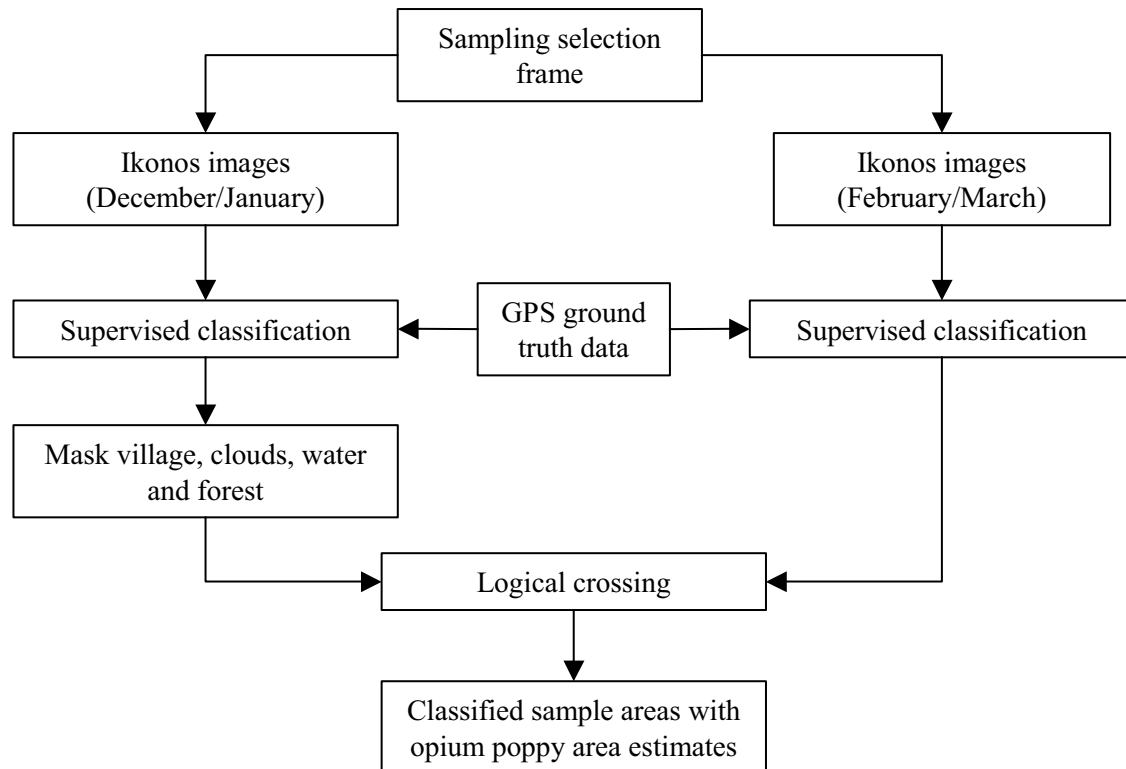 Sampling selection
frame
Ikonos images
(December/January)
Ikonos images
(February/March)
Supervised classification
GPS ground
truth data
Supervised classification
Mask village, clouds, water
and forest
Logical crossing
Classified sample areas with
opium poppy area estimates